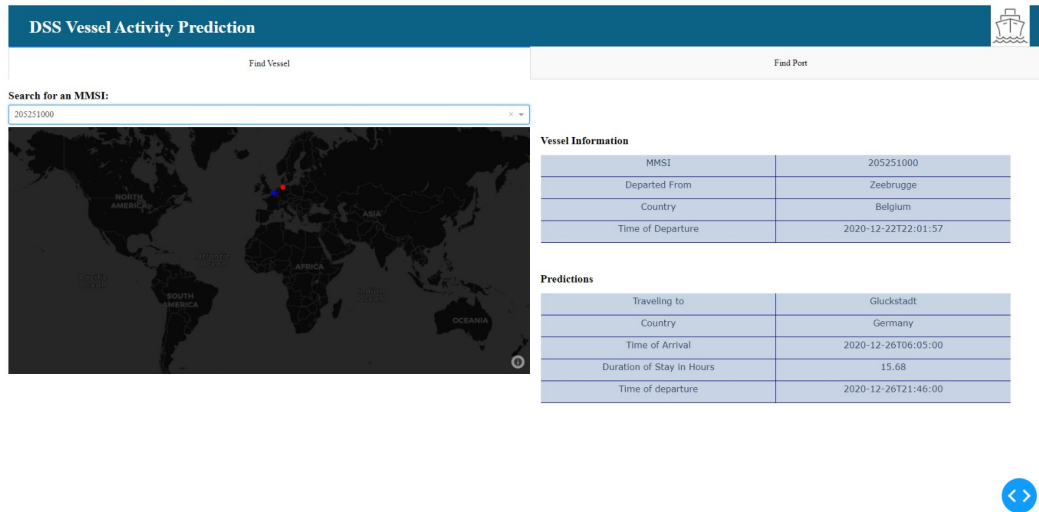 DSS Vessel Activity Prediction
Find Vessel
Find Port
Search for an MMSI:
205251000
Vessel Information
MMSI 205251000
Departed From Zeebrugge
Country Belgium
Time of Departure 2020-12-22T22:01:57
NORTH
AMERICA
ASIA
AFRICA
SOUTH
AMERICA
OCEANIA
Predictions
Traveling to Gluckstadt
Country Germany
Time of Arrival 2020-12-26T06:05:00
Duration of Stay in Hours 15.68
Time of departure 2020-12-26T21:46:00